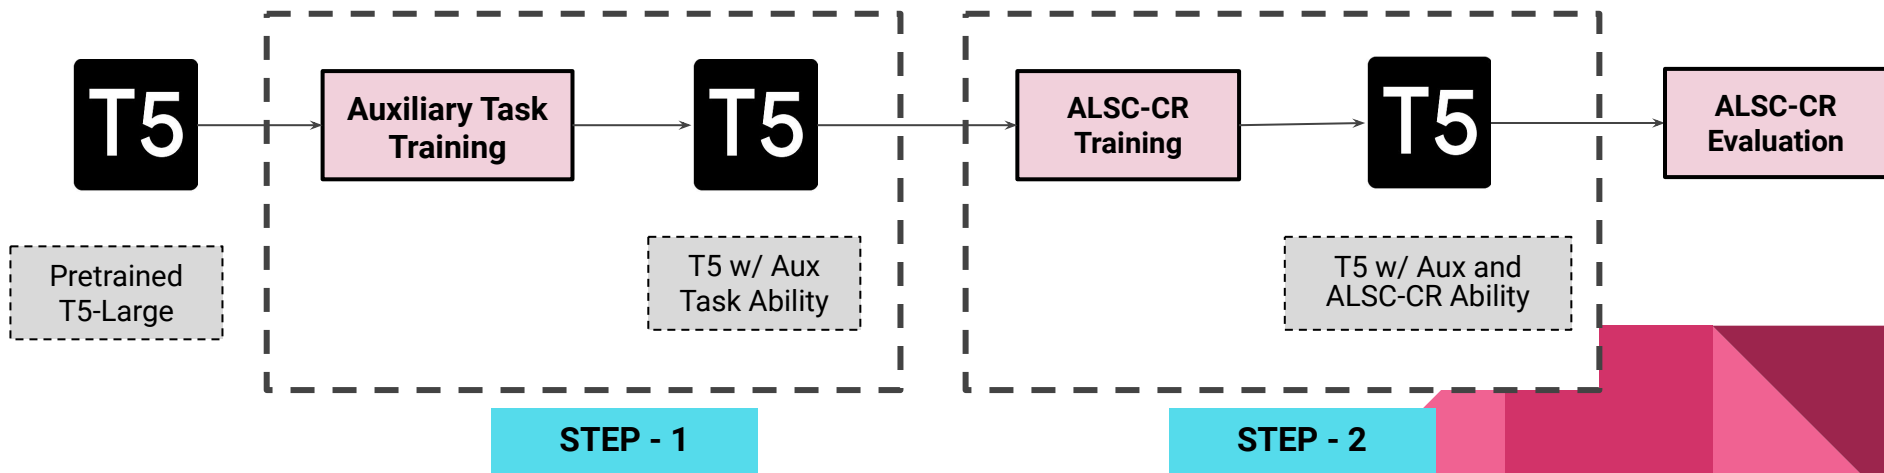 T5
Auxiliary Task
Training
T5
ALSC-CR
Training
T5
ALSC-CR
Evaluation
Pretrained
T5-Large
T5 w/ Aux
Task Ability
T5 w/ Aux and
ALSC-CR Ability
STEP - 1
STEP - 2